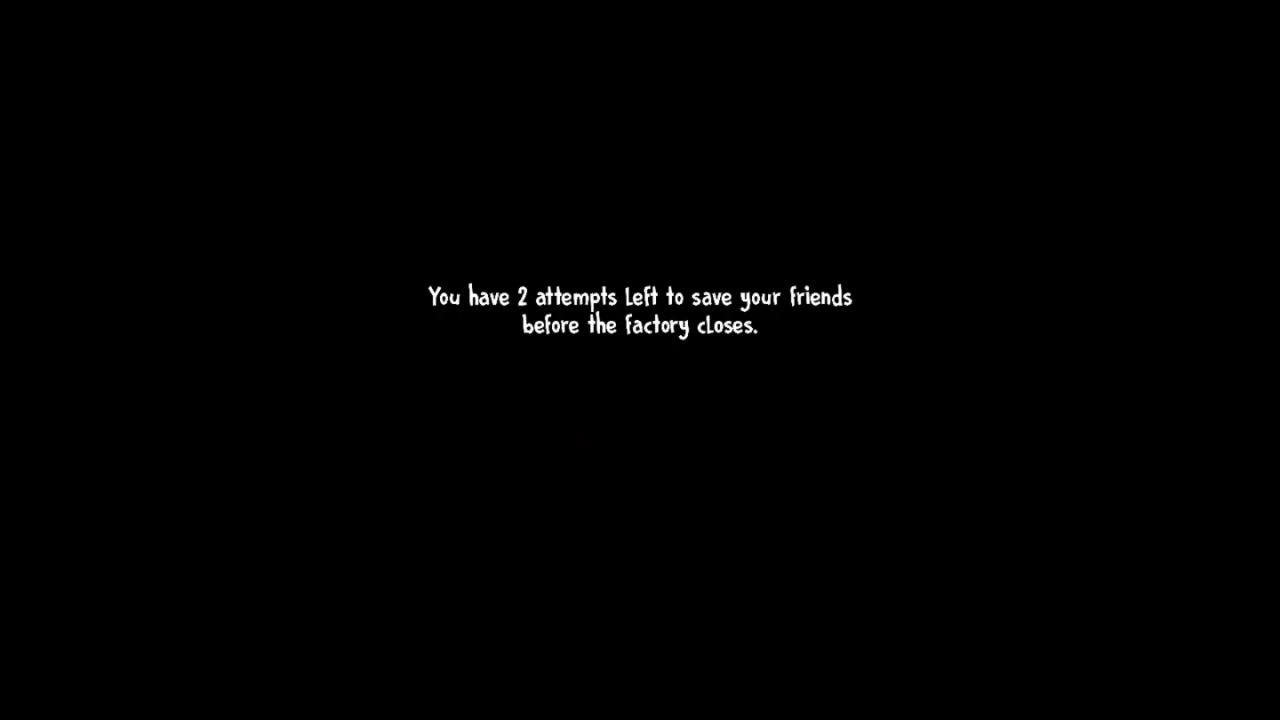 You have 2 attempts left to save your friends
before the factory closes.